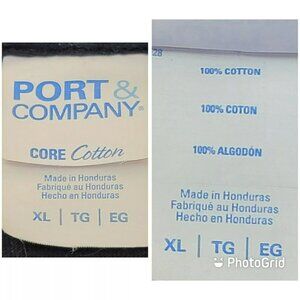 PORT &
COMPANY®
CORE Cotton
Made in Honduras
Fabriqué au Honduras
Hecho en Honduras
XL | TG | EG
28
100% COTTON
100% COTON
100% ALGODÓN
Made in Honduras
Fabriqué au Honduras
Hecho en Honduras
XL | TG | EG
PhotoGrid